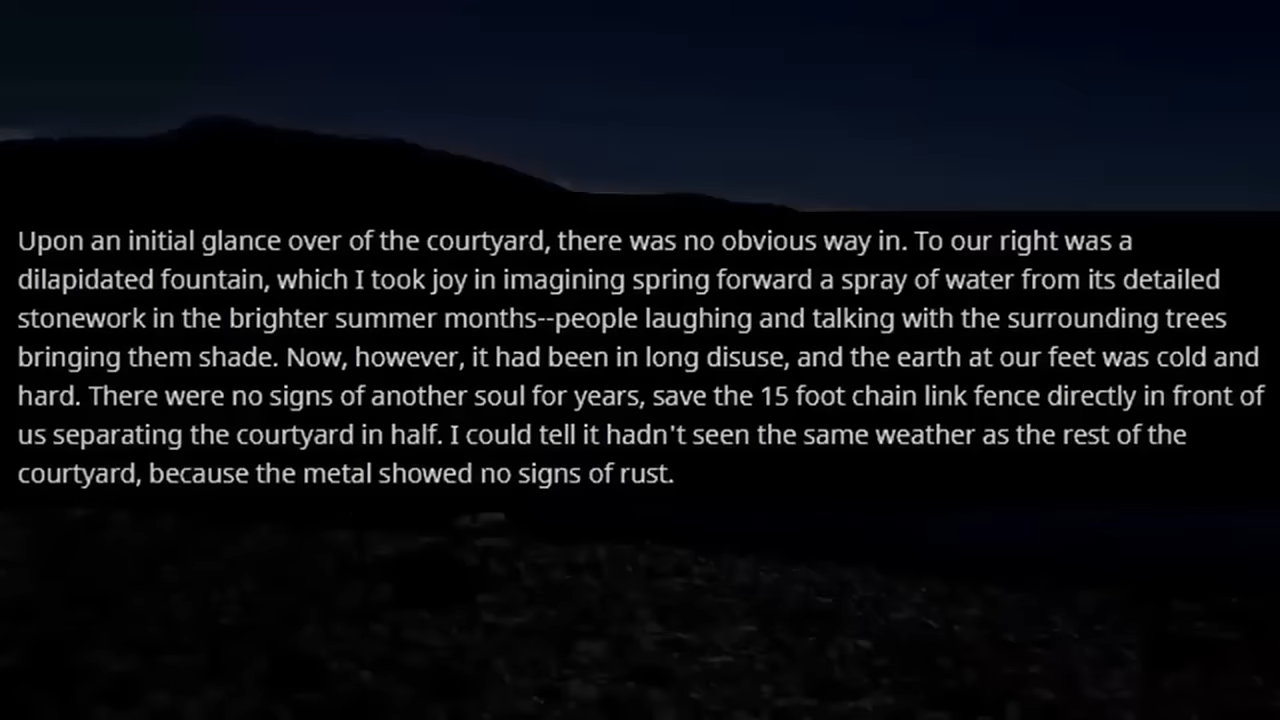 Upon an initial glance over of the courtyard, there was no obvious way in. To our right was a
dilapidated fountain, which I took joy in imagining spring forward a spray of water from its detailed
stonework in the brighter summer months--people laughing and talking with the surrounding trees
bringing them shade. Now, however, it had been in long disuse, and the earth at our feet was cold and
hard. There were no signs of another soul for years, save the 15 foot chain link fence directly in front of
us separating the courtyard in half. I could tell it hadn't seen the same weather as the rest of the
courtyard, because the metal showed no signs of rust.